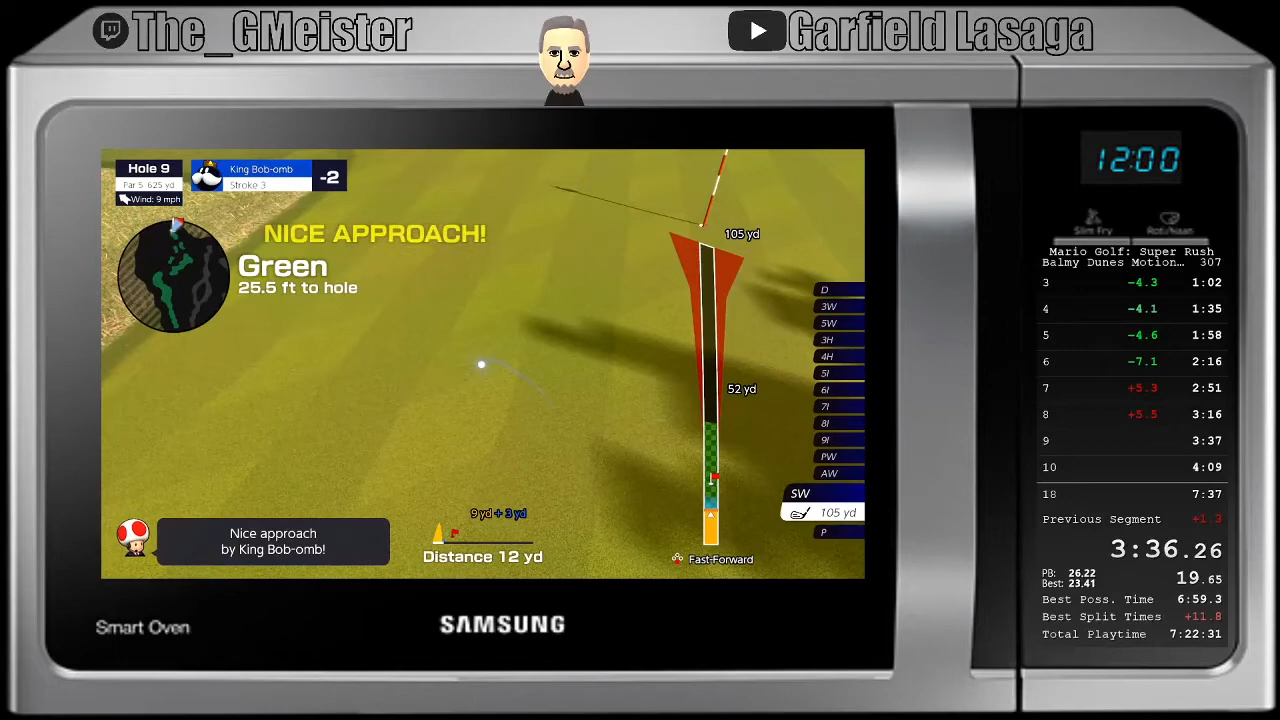 The_GMeister
Garfield Lasaga
12:00
Slim Fry
Roti/Naan
Hole 9
Par 5 625 yd
Wind: 9 mph
King Bob-omb
Stroke 3
-2
NICE APPROACH!
Green
25.5 ft to hole
105 yd
52 yd
D
3W
5W
3H
4H
5I
6I
7I
8I
9I
PW
AW
SW
105 yd
P
9 yd + 3 yd
Distance 12 yd
Fast-Forward
Nice approach
by King Bob-omb!
Mario Golf: Super Rush
Balmy Dunes Motion... 307
3 -4.3 1:02
4 -4.1 1:35
5 -4.6 1:58
6 -7.1 2:16
7 +5.3 2:51
8 +5.5 3:16
9 3:37
10 4:09
18 7:37
Previous Segment +1.3
3:36.26
PB: 26.22
Best: 23.41
19.65
Best Poss. Time 6:59.3
Best Split Times +11.8
Total Playtime 7:22:31
Smart Oven
SAMSUNG